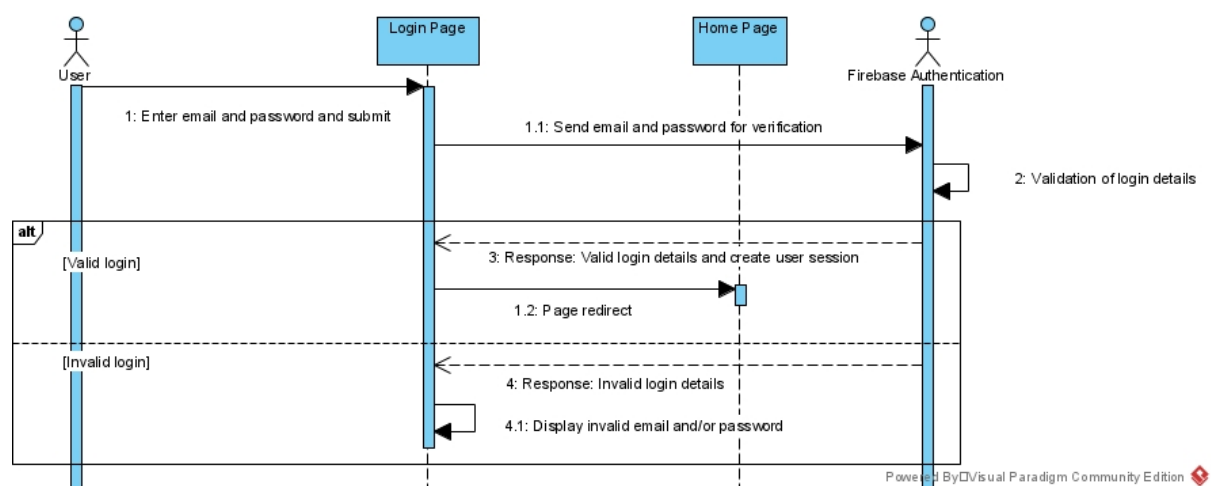 Login Page
Home Page
User
Firebase Authentication
1: Enter email and password and submit
1.1: Send email and password for verification
2: Validation of login details
alt
[Valid login]
3: Response: Valid login details and create user session
1.2: Page redirect
[Invalid login]
4: Response: Invalid login details
4.1: Display invalid email and/or password
Powered By□Visual Paradigm Community Edition